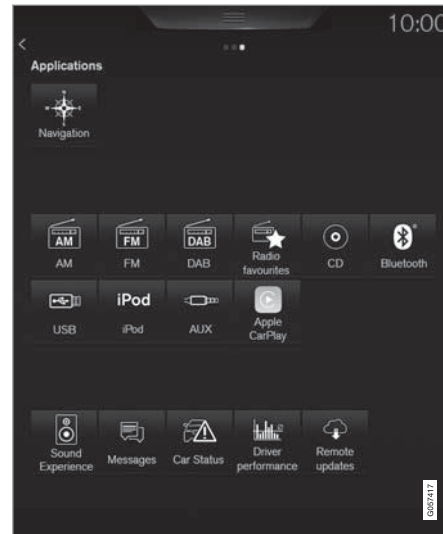 10:00
Applications
Navigation
AM
FM
DAB
AM
FM
DAB
Radio
favourites
CD
Bluetooth
iPod
USB
iPod
AUX
Apple
CarPlay
Sound
Experience
Messages
Car Status
Driver
performance
Remote
updates
G057417